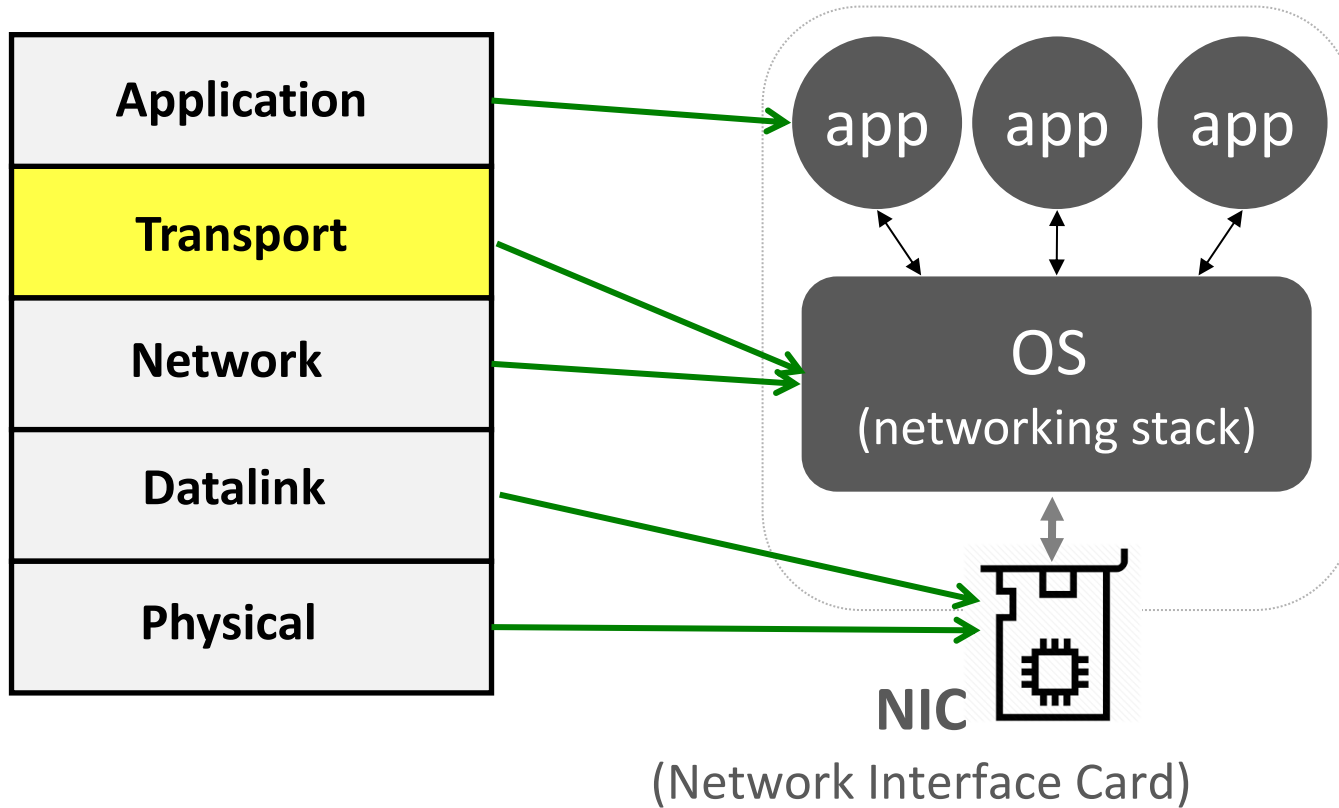 Application
Transport
Network
Datalink
Physical
app
app
app
OS
(networking stack)
NIC
(Network Interface Card)